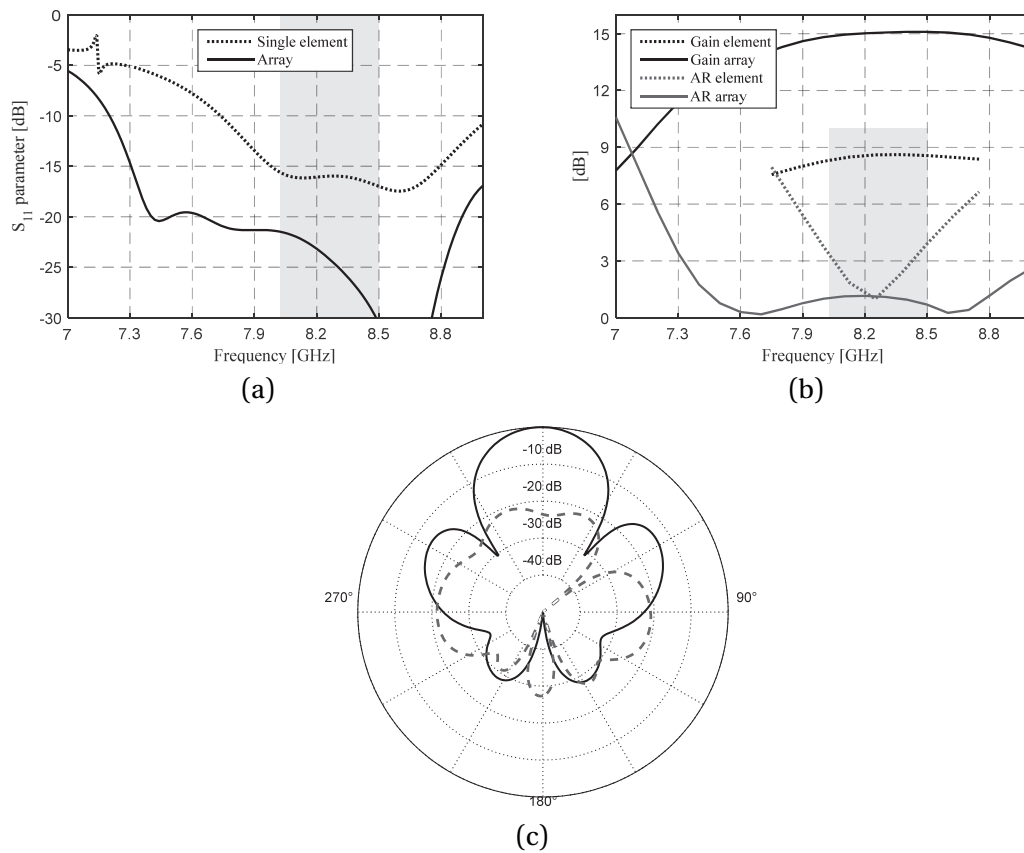 0
-5
-10
-15
-20
-25
-30
S11 parameter [dB]
Single element
Array
7 7.3 7.6 7.9 8.2 8.5 8.8
Frequency [GHz]
(a)
15
12
9
6
3
0
[dB]
Gain element
Gain array
AR element
AR array
7 7.3 7.6 7.9 8.2 8.5 8.8
Frequency [GHz]
(b)
-10 dB
-20 dB
-30 dB
-40 dB
270°
90°
180°
(c)